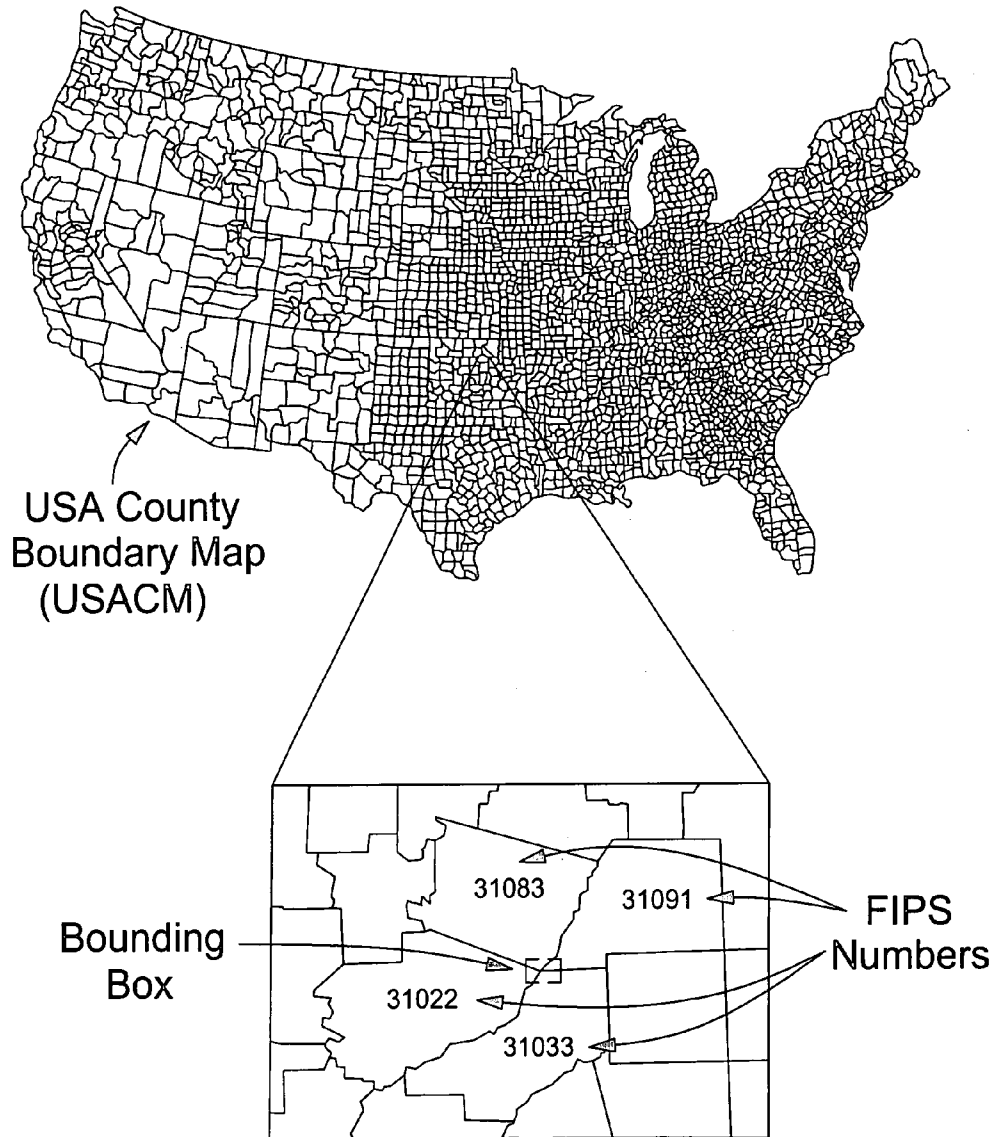 USA County
Boundary Map
(USACM)
31083
31091
FIPS
Numbers
Bounding
Box
31022
31033